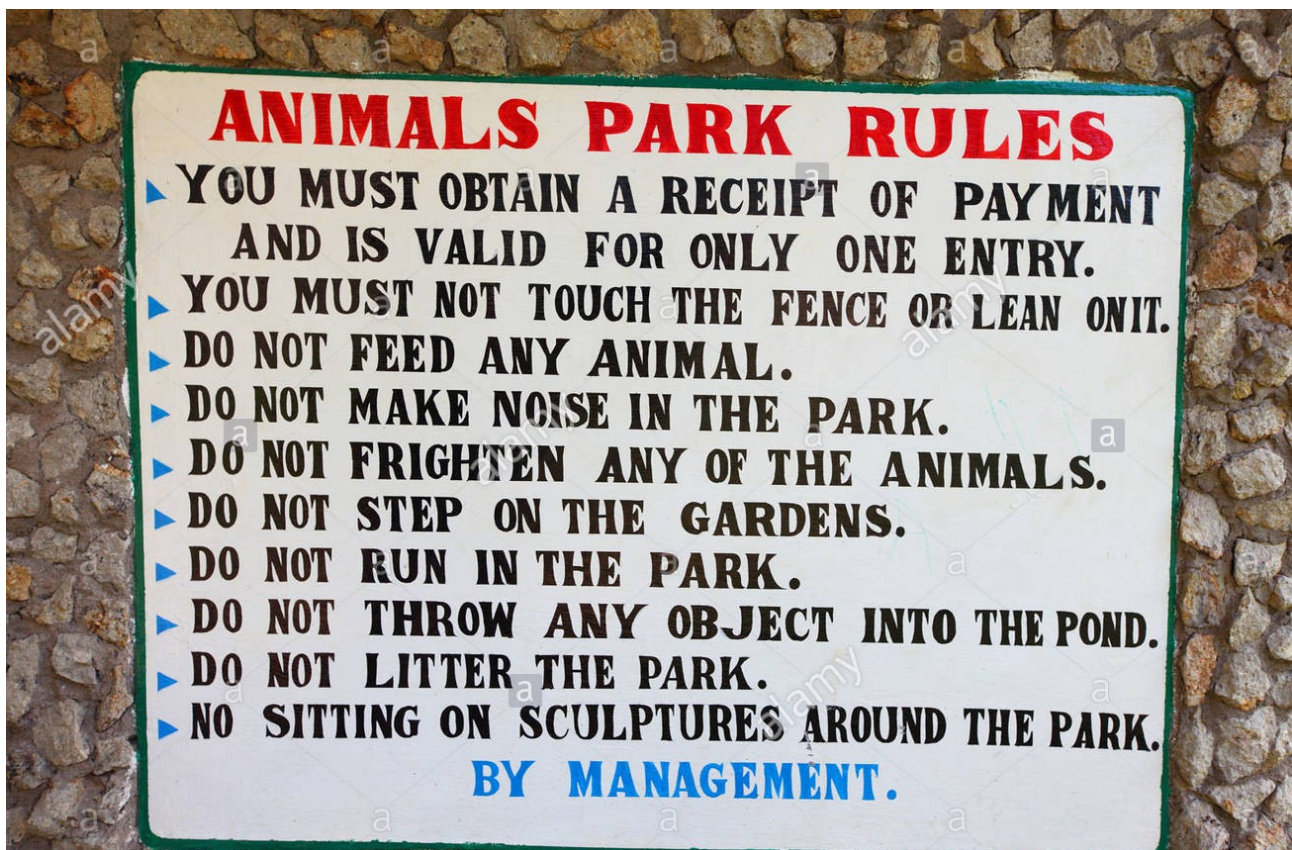 ANIMALS PARK RULES
YOU MUST OBTAIN A RECEIPT OF PAYMENT
AND IS VALID FOR ONLY ONE ENTRY.
YOU MUST NOT TOUCH THE FENCE OR LEAN ONIT.
DO NOT FEED ANY ANIMAL.
DO NOT MAKE NOISE IN THE PARK.
DO NOT FRIGHTEN ANY OF THE ANIMALS.
DO NOT STEP ON THE GARDENS.
DO NOT RUN IN THE PARK.
DO NOT THROW ANY OBJECT INTO THE POND.
DO NOT LITTER THE PARK.
NO SITTING ON SCULPTURES AROUND THE PARK.
BY MANAGEMENT.
alamy
alamy
alamy
alamy